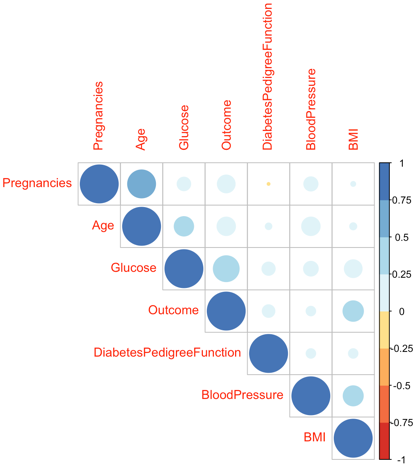 Pregnancies
Age
Glucose
Outcome
DiabetesPedigreeFunction
BloodPressure
BMI
Pregnancies
Age
Glucose
Outcome
DiabetesPedigreeFunction
BloodPressure
BMI
1
0.75
0.5
0.25
0
-0.25
-0.5
-0.75
-1